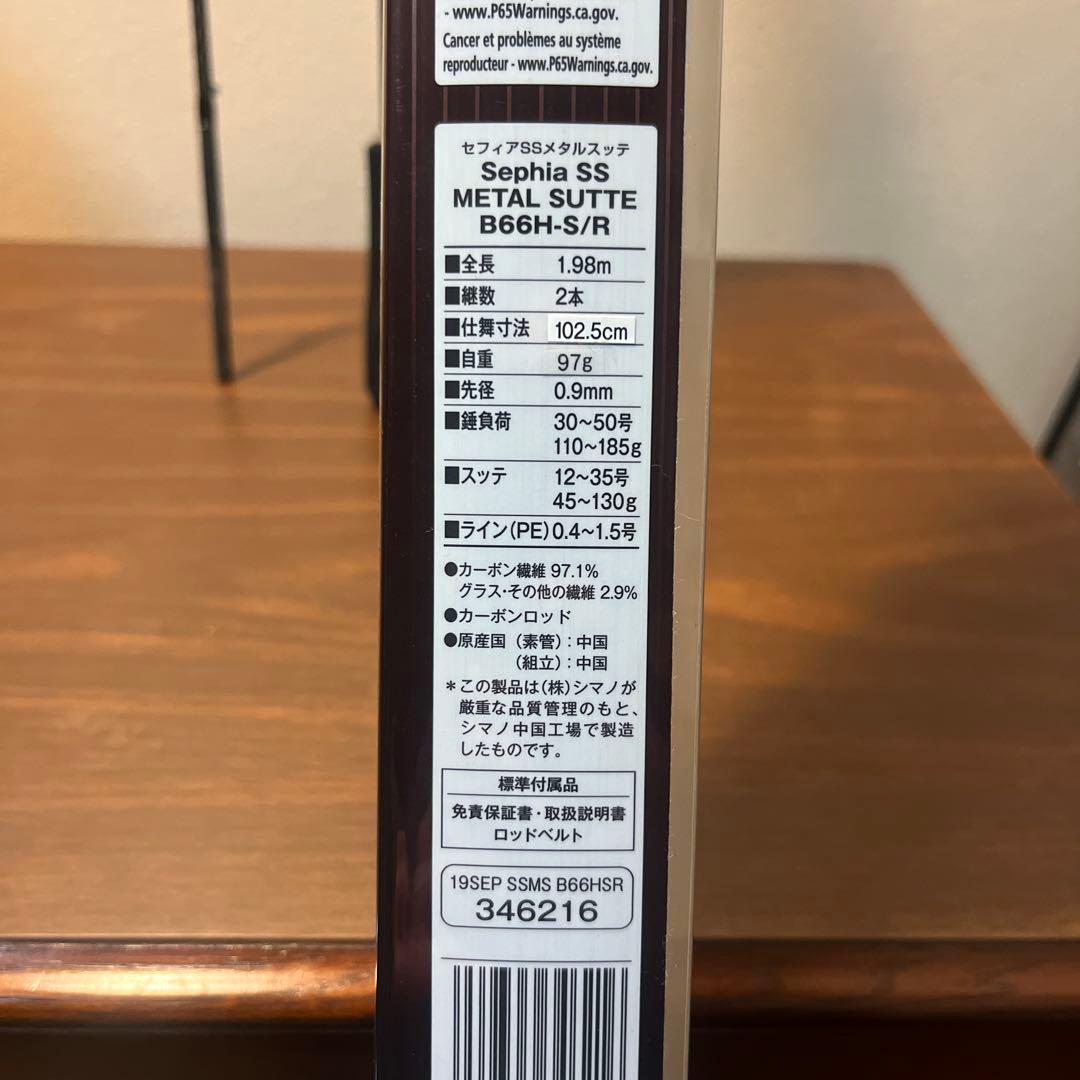 - www.P65Warnings.ca.gov.
Cancer et problèmes au système
reproducteur - www.P65Warnings.ca.gov.
セフィアSSメタルスッテ
Sephia SS
METAL SUTTE
B66H-S/R
■全長 1.98m
■継数 2本
■仕舞寸法 102.5cm
■自重 97g
■先径 0.9mm
■錘負荷 30~50号
110~185g
■スッテ 12~35号
45~130g
■ライン(PE)0.4~1.5号
●カーボン繊維 97.1%
グラス・その他の繊維 2.9%
●カーボンロッド
●原産国(素管):中国
(組立):中国
*この製品は(株)シマノが
厳重な品質管理のもと、
シマノ中国工場で製造
したものです。
標準付属品
免責保証書・取扱説明書
ロッドベルト
19SEP SSMS B66HSR
346216